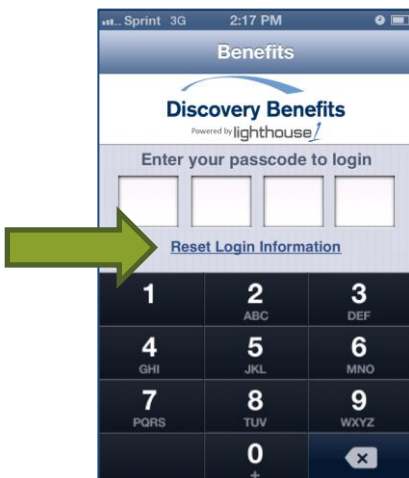 Sprint 3G 2:17 PM
Benefits
Discovery Benefits
Powered by lighthouse1
Enter your passcode to login
Reset Login Information
1 2 3
ABC DEF
4 5 6
GHI JKL MNO
7 8 9
PQRS TUV WXYZ
0
+